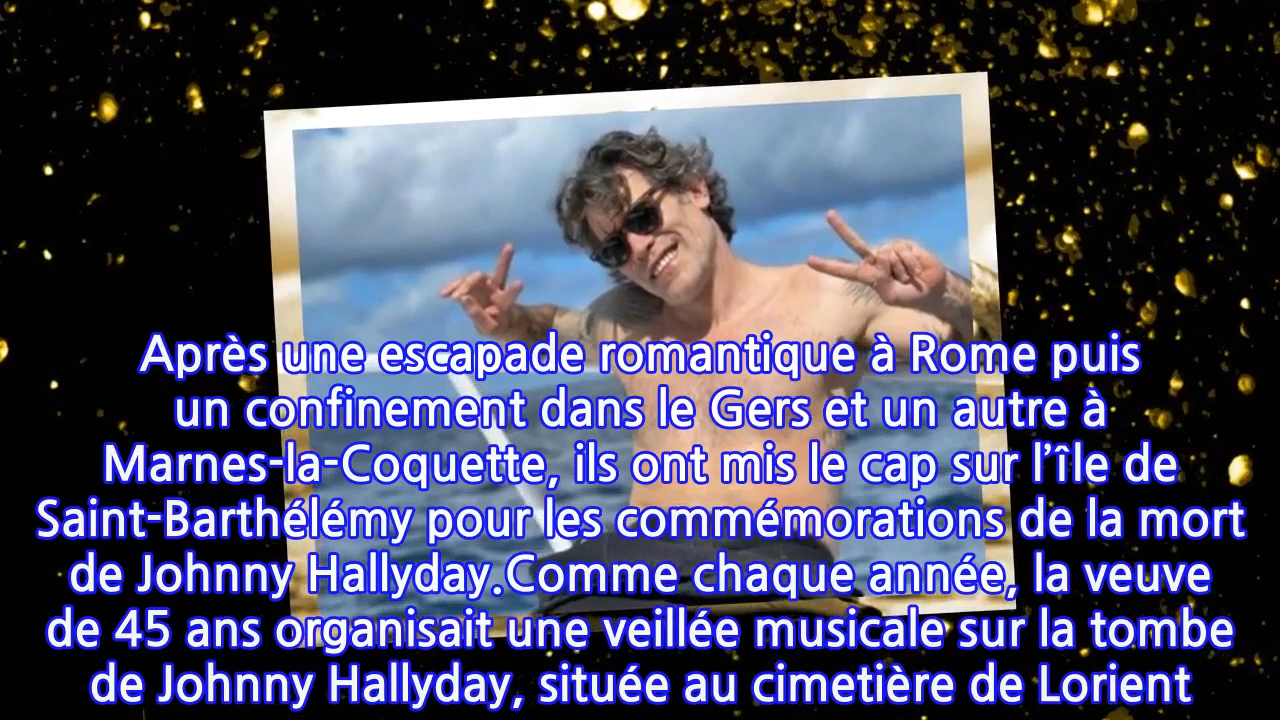 Après une escapade romantique à Rome puis
un confinement dans le Gers et un autre à
Marnes-la-Coquette, ils ont mis le cap sur l’île de
Saint-Barthélémy pour les commémorations de la mort
de Johnny Hallyday.Comme chaque année, la veuve
de 45 ans organisait une veillée musicale sur la tombe
de Johnny Hallyday, située au cimetière de Lorient